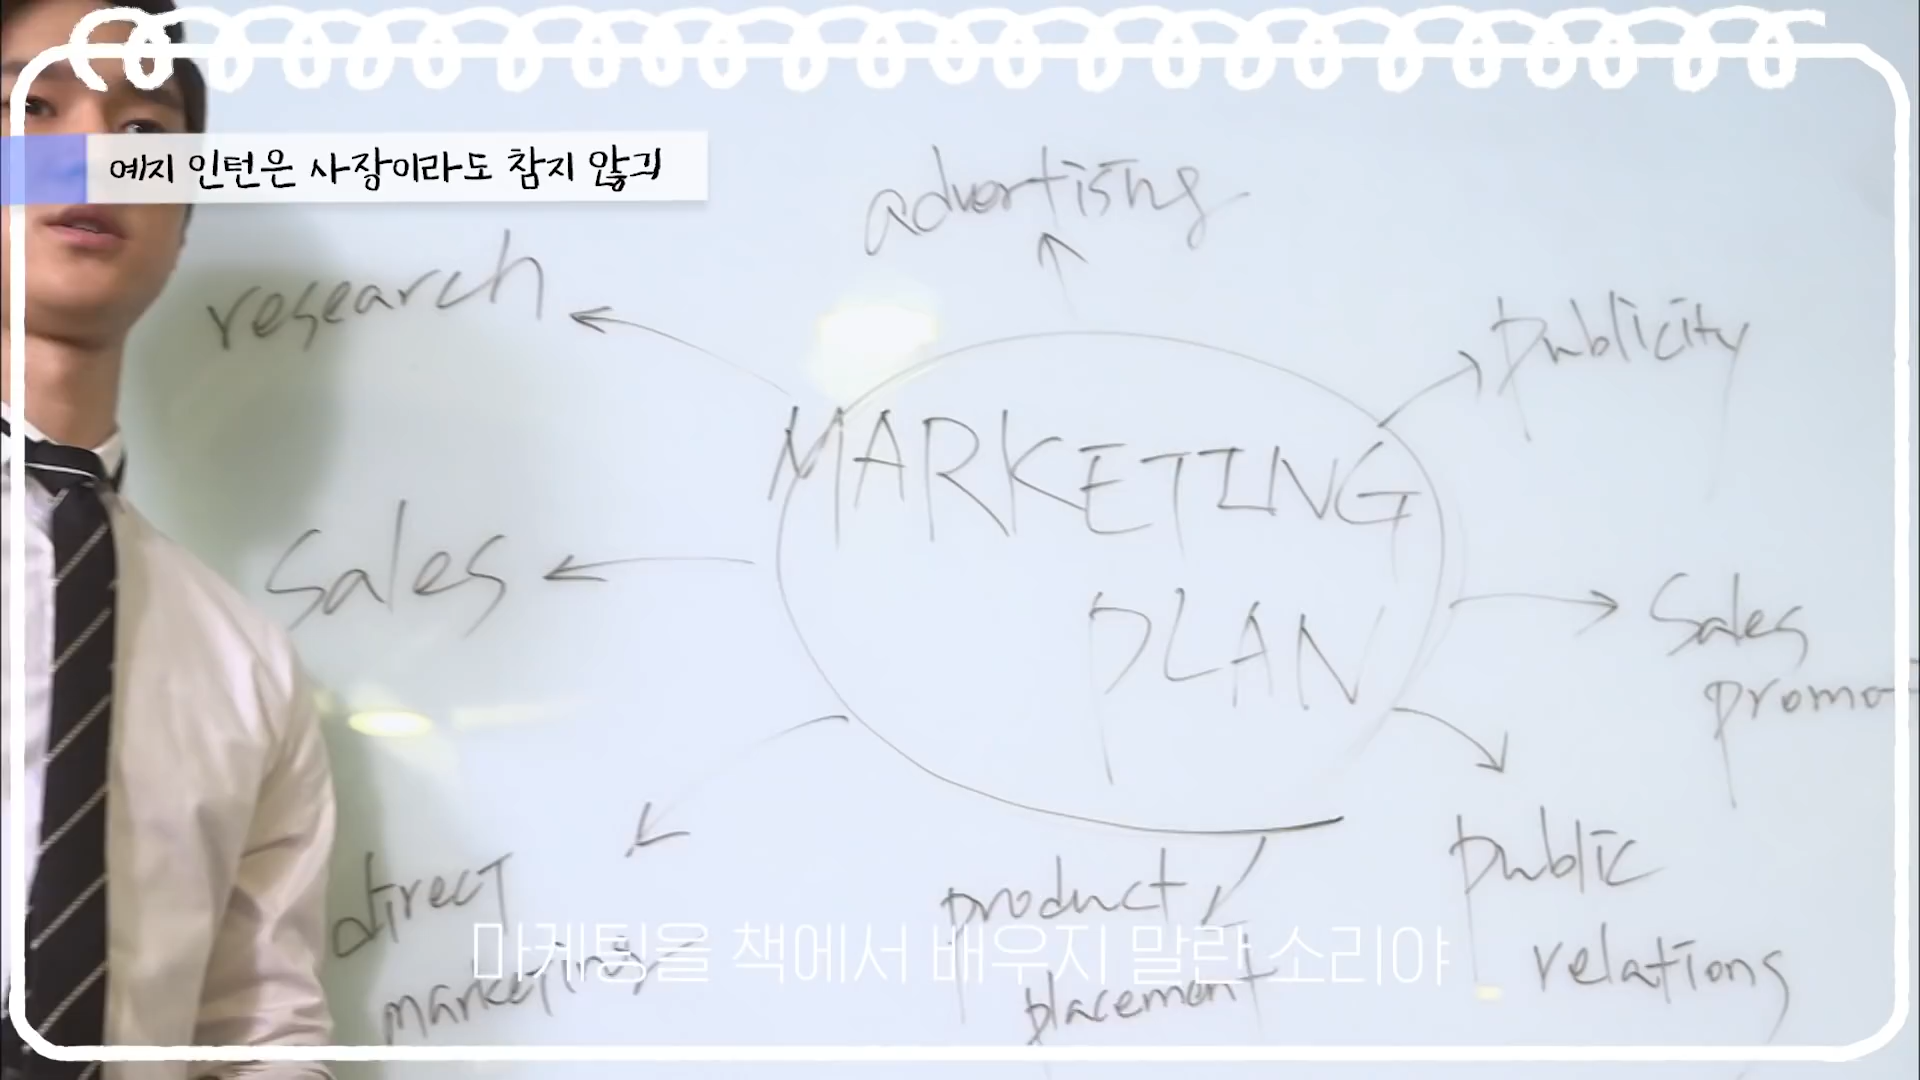 예지 인턴은 사장이라도 참지 않긔
advertising
research
publicity
MARKETING
PLAN
sales
Sales
promo
direct
marketing
product
placement
public
relations
마케팅을 책에서 배우지 말란 소리야